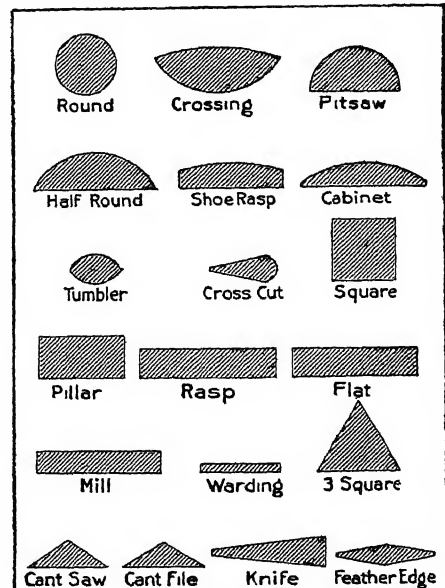 Round Crossing Pitsaw
Half Round Shoe Rasp Cabinet
Tumbler Cross Cut Square
Pillar Rasp Flat
Mill Warding 3 Square
Cant Saw Cant File Knife Feather Edge